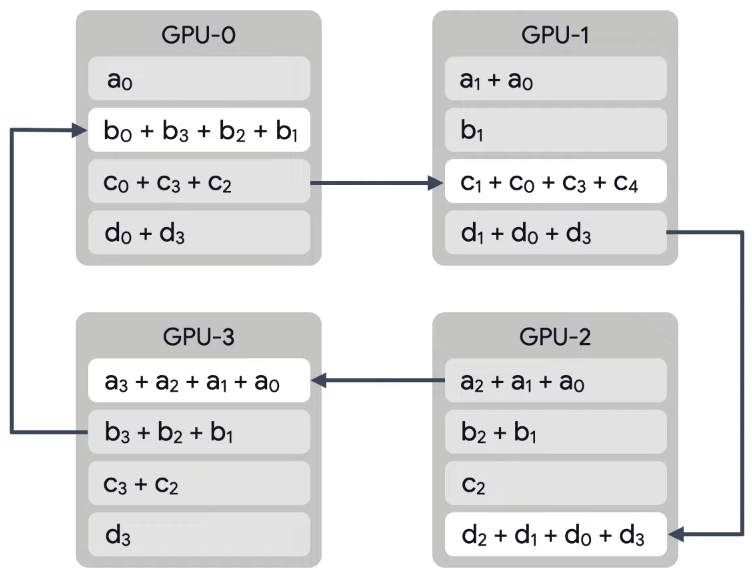 GPU-0
a₀
b₀ + b₃ + b₂ + b₁
c₀ + c₃ + c₂
d₀ + d₃
GPU-1
a₁ + a₀
b₁
c₁ + c₀ + c₃ + c₄
d₁ + d₀ + d₃
GPU-3
a₃ + a₂ + a₁ + a₀
b₃ + b₂ + b₁
c₃ + c₂
d₃
GPU-2
a₂ + a₁ + a₀
b₂ + b₁
c₂
d₂ + d₁ + d₀ + d₃